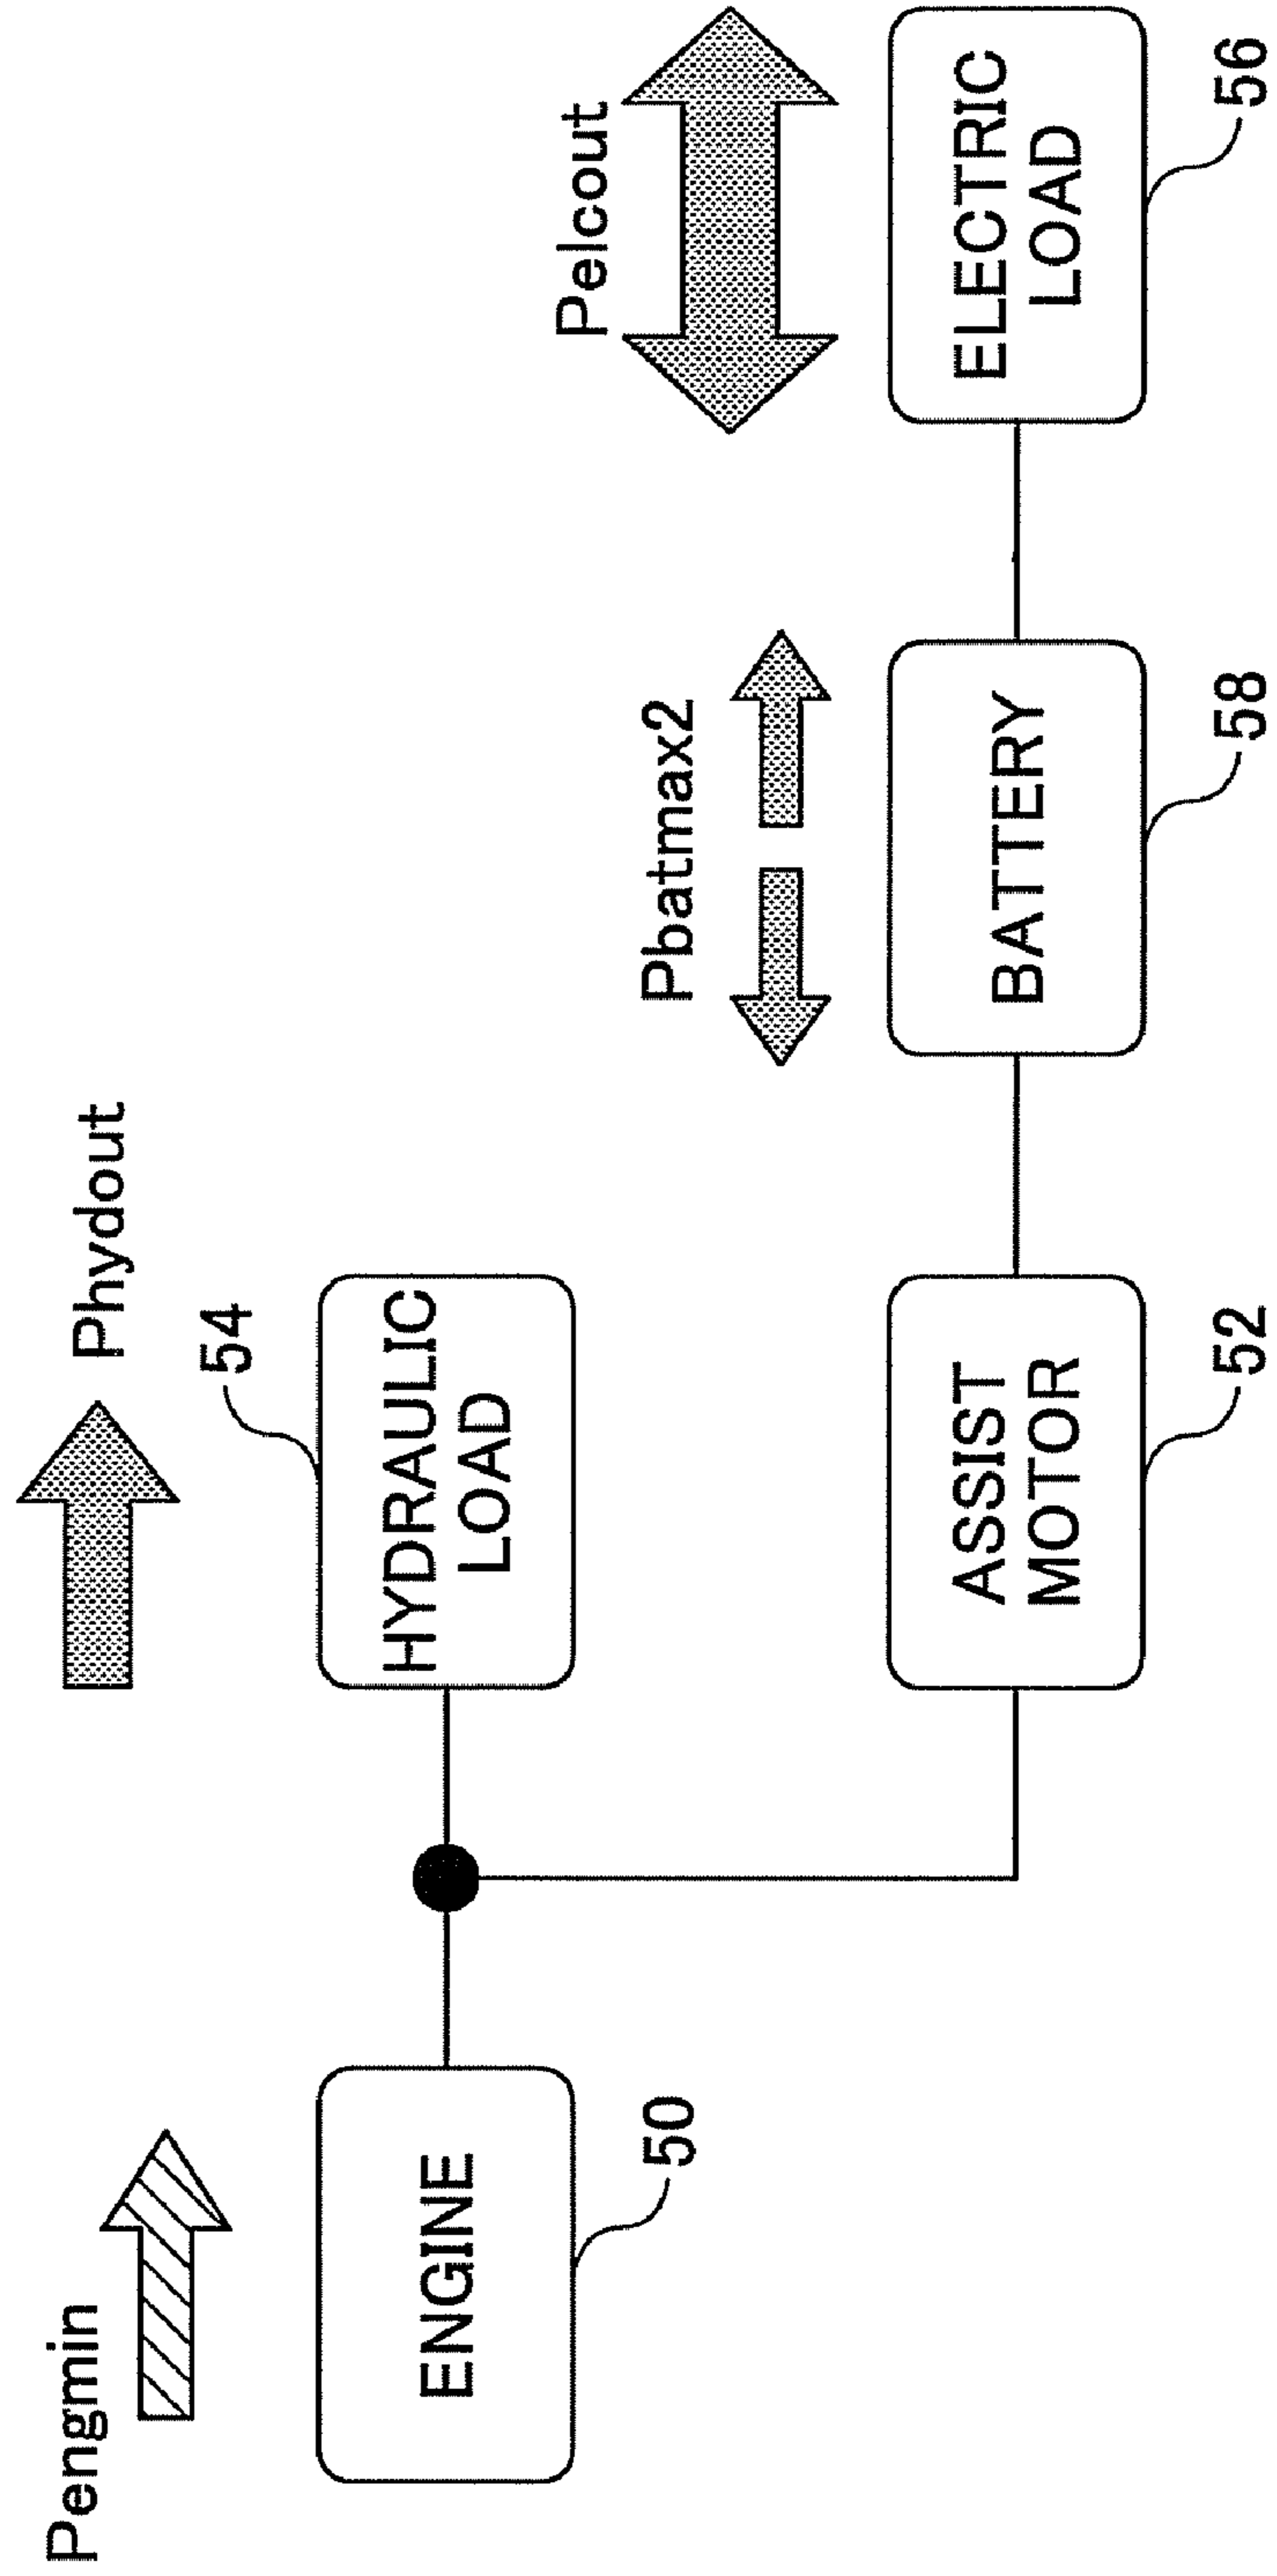 Pengmin
ENGINE
50
Phydout
54
HYDRAULIC
LOAD
ASSIST
MOTOR
52
Pbatmax2
BATTERY
58
Pelcout
ELECTRIC
LOAD
56